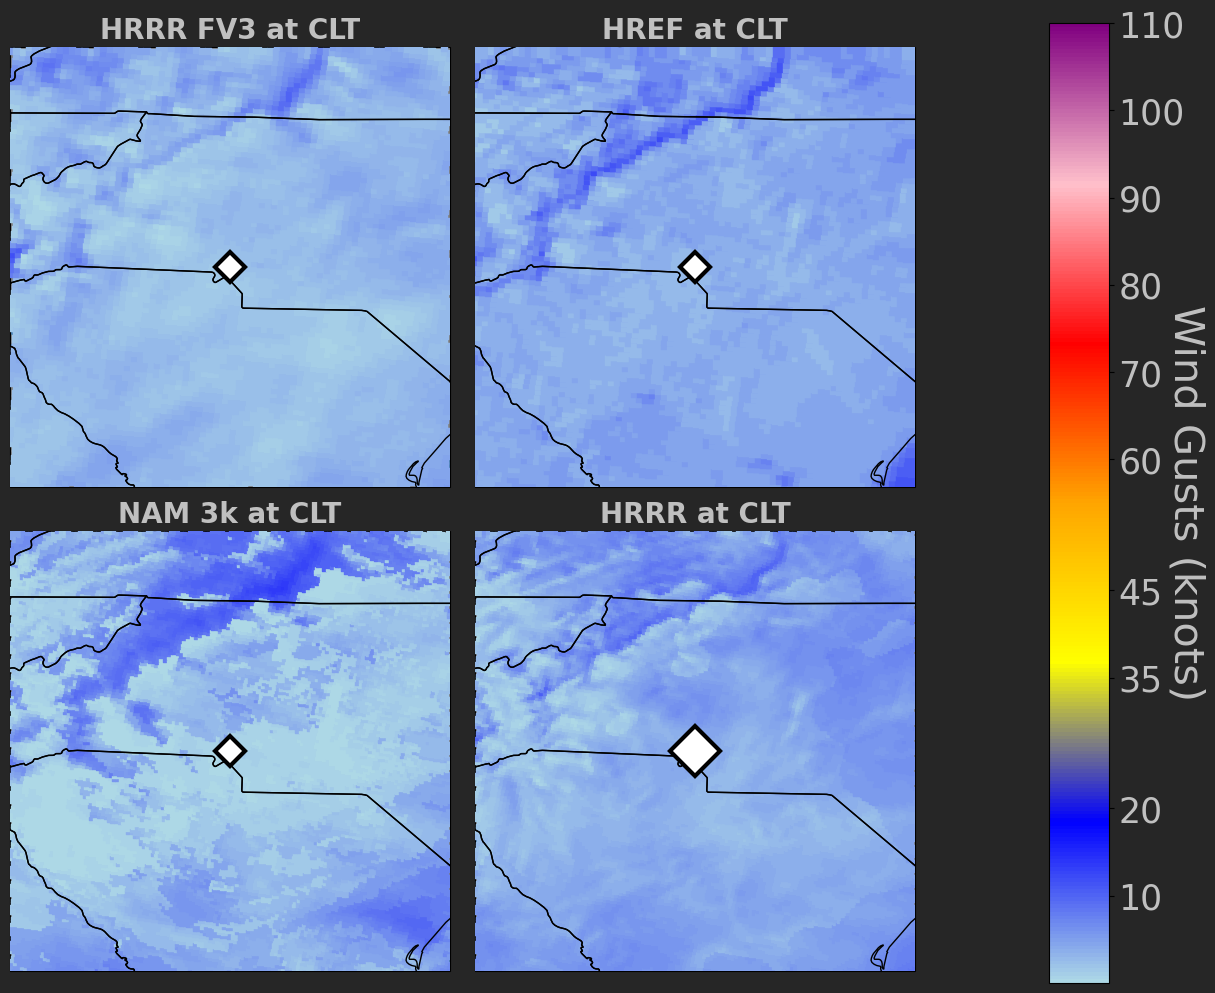 HRRR FV3 at CLT
HREF at CLT
NAM 3k at CLT
HRRR at CLT
110
100
90
80
70
60
45
35
20
10
Wind Gusts (knots)